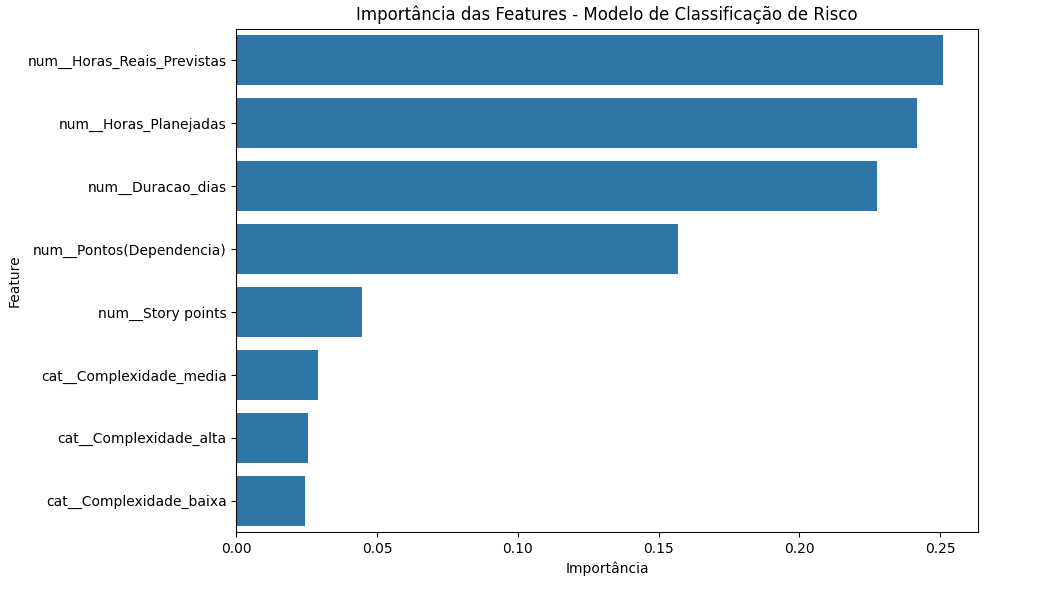 Importância das Features - Modelo de Classificação de Risco
num__Horas_Reais_Previstas
num__Horas_Planejadas
num__Duracao_dias
num__Pontos(Dependencia)
num__Story points
cat__Complexidade_media
cat__Complexidade_alta
cat__Complexidade_baixa
Feature
0.00 0.05 0.10 0.15 0.20 0.25
Importância